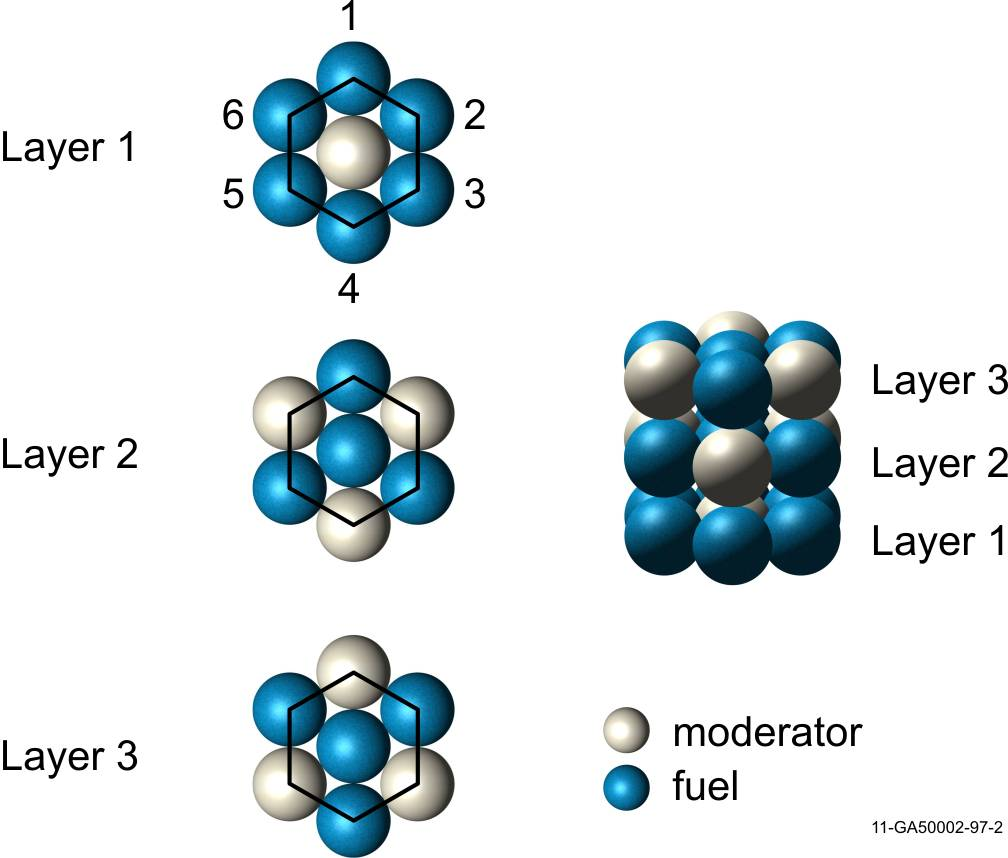 1
6
2
Layer 1
5
3
4
Layer 2
Layer 3
Layer 3
Layer 2
Layer 1
moderator
fuel
11-GA50002-97-2